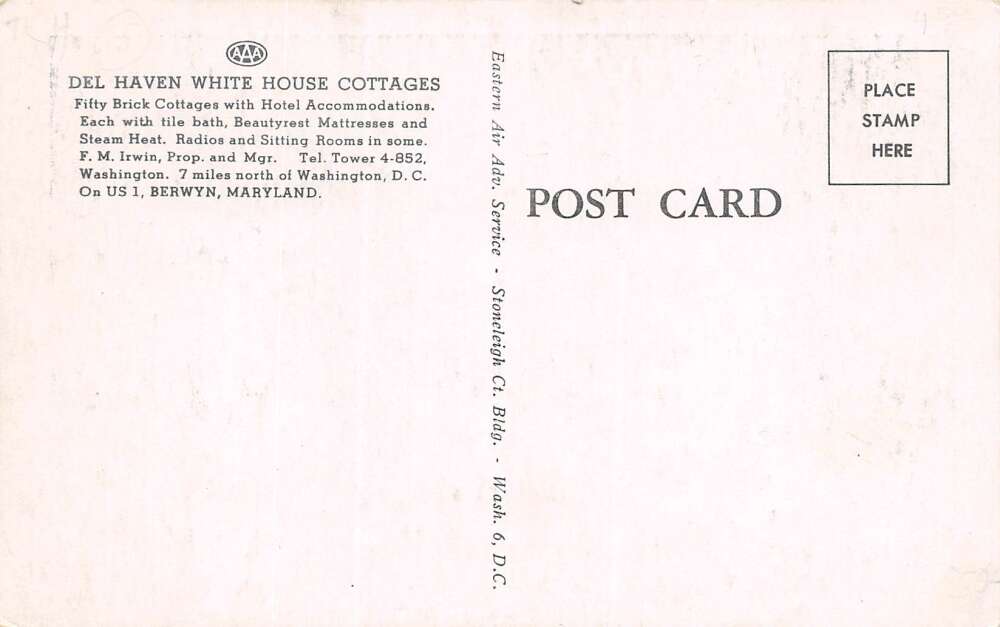 AAA
DEL HAVEN WHITE HOUSE COTTAGES
Fifty Brick Cottages with Hotel Accommodations.
Each with tile bath, Beautyrest Mattresses and
Steam Heat. Radios and Sitting Rooms in some.
F. M. Irwin, Prop. and Mgr. Tel. Tower 4-852,
Washington. 7 miles north of Washington, D. C.
On US 1, BERWYN, MARYLAND.
Eastern Air Adv. Service - Stoneleigh Ct. Bldg. - Wash. 6, D.C.
POST CARD
PLACE
STAMP
HERE